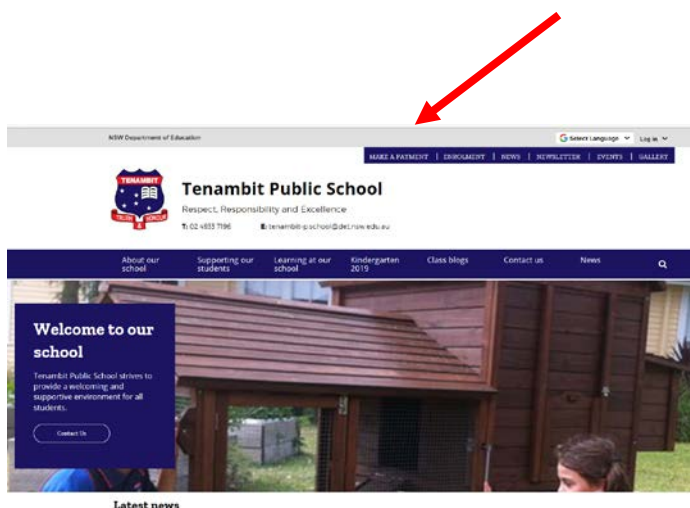 NSW Department of Education
Select Language
Log in
MAKE A PAYMENT | ENROLMENT | NEWS | NEWSLETTER | EVENTS | GALLERY
TENAMBIT
Tenambit Public School
Respect, Responsibility and Excellence
T: 02 4933 7196 E: tenambit-p.school@det.nsw.edu.au
About our school
Supporting our students
Learning at our school
Kindergarten 2019
Class blogs
Contact us
News
Welcome to our
school
Tenambit Public School strives to
provide a welcoming and
supportive environment for all
students.
Contact Us
Latest news